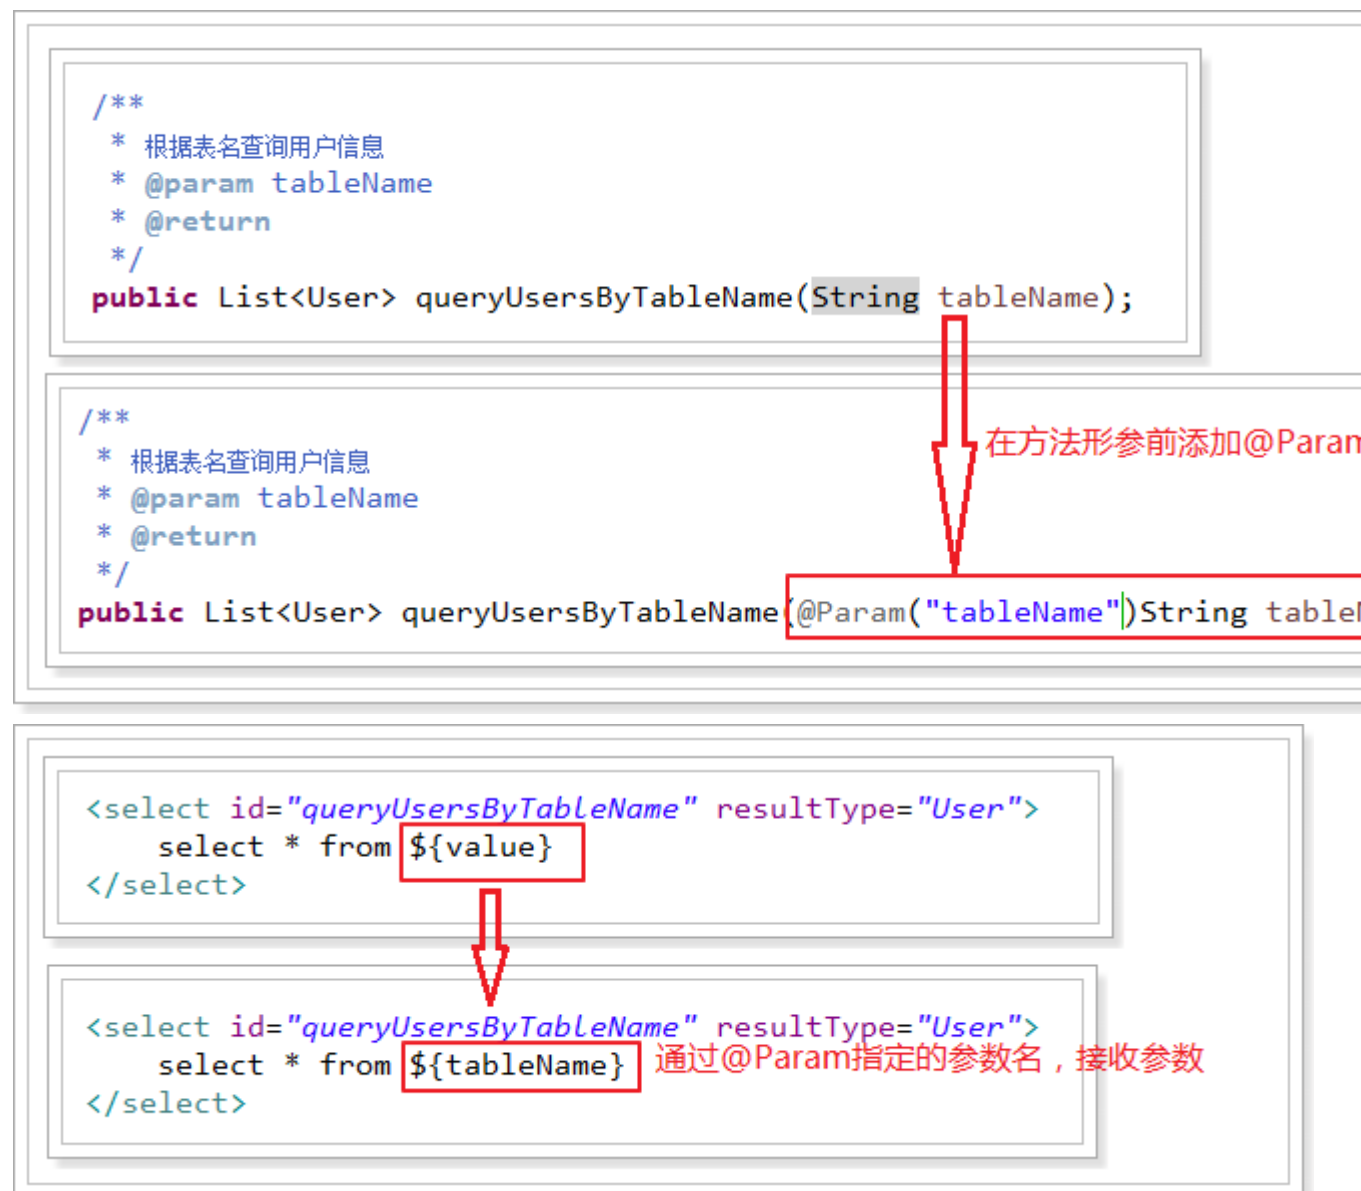 /**
* 根据表名查询用户信息
* @param tableName
* @return
*/
public List<User> queryUsersByTableName(String tableName);
/**
* 根据表名查询用户信息
* @param tableName
* @return
*/
在方法形参前添加@Param
public List<User> queryUsersByTableName(@Param("tableName")String table
<select id="queryUsersByTableName" resultType="User">
select * from ${value}
</select>
<select id="queryUsersByTableName" resultType="User">
select * from ${tableName}
通过@Param指定的参数名，接收参数
</select>